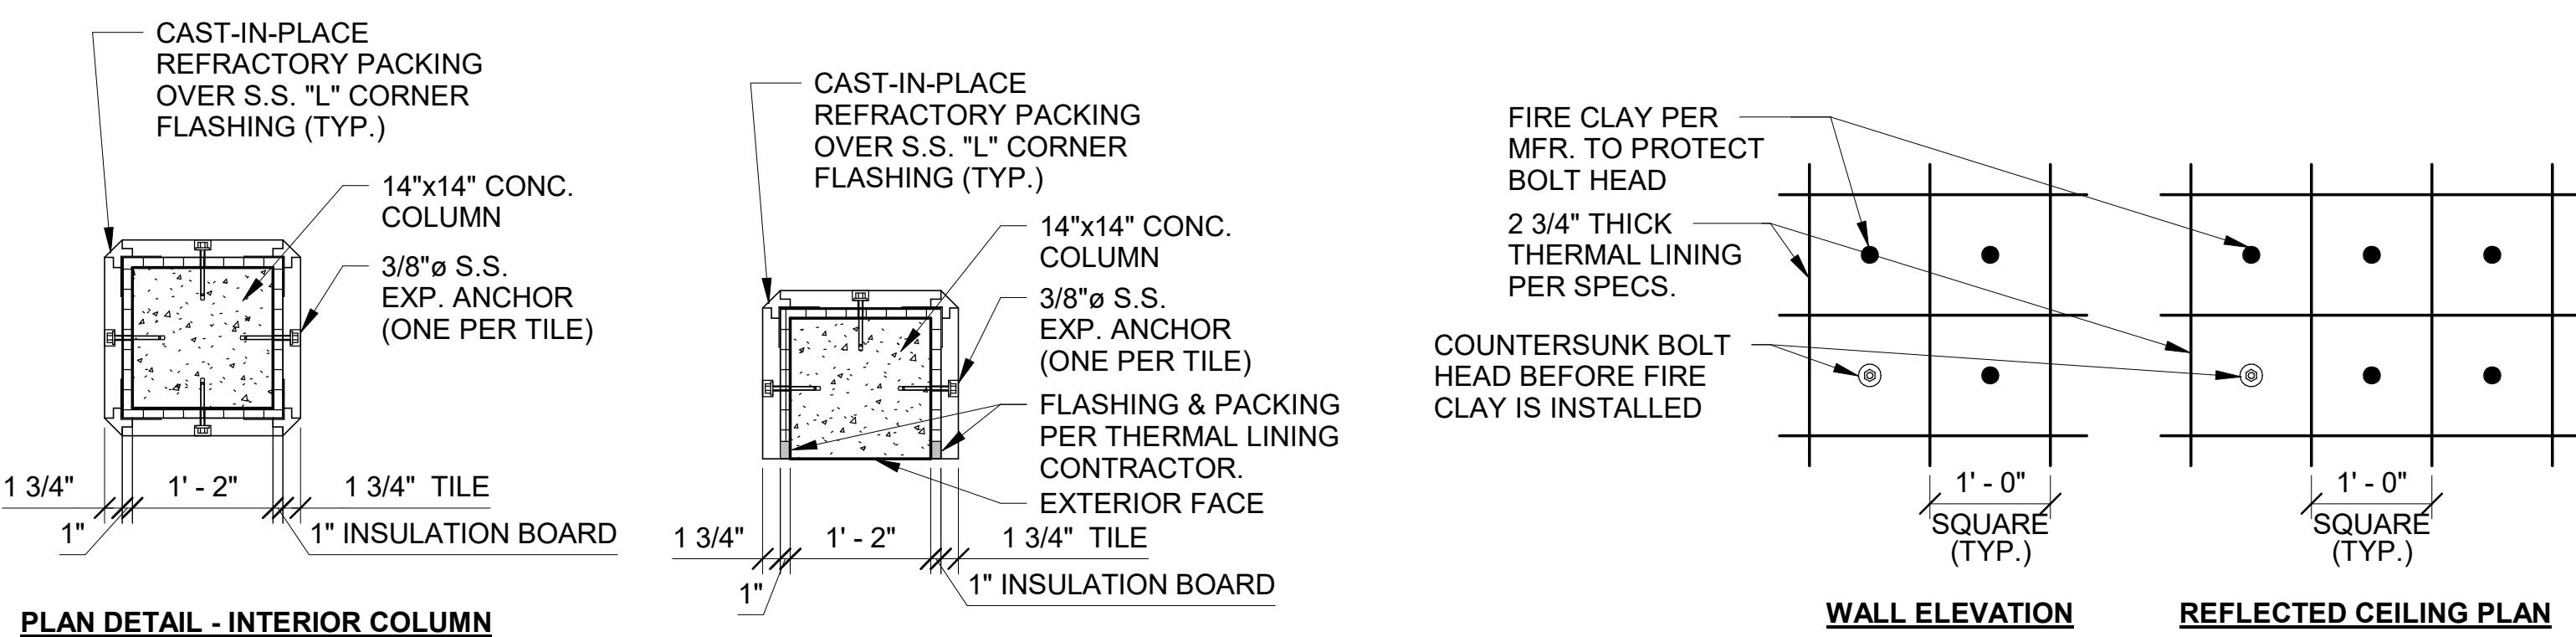 CAST-IN-PLACE
REFRACTORY PACKING
OVER S.S. "L" CORNER
FLASHING (TYP.)
14"x14" CONC.
COLUMN
3/8"ø S.S.
EXP. ANCHOR
(ONE PER TILE)
1 3/4"
1' - 2"
1 3/4" TILE
1"
1" INSULATION BOARD
PLAN DETAIL - INTERIOR COLUMN
CAST-IN-PLACE
REFRACTORY PACKING
OVER S.S. "L" CORNER
FLASHING (TYP.)
14"x14" CONC.
COLUMN
3/8"ø S.S.
EXP. ANCHOR
(ONE PER TILE)
FLASHING & PACKING
PER THERMAL LINING
CONTRACTOR.
EXTERIOR FACE
1 3/4"
1' - 2"
1 3/4" TILE
1"
1" INSULATION BOARD
FIRE CLAY PER
MFR. TO PROTECT
BOLT HEAD
2 3/4" THICK
THERMAL LINING
PER SPECS.
COUNTERSUNK BOLT
HEAD BEFORE FIRE
CLAY IS INSTALLED
1' - 0"
SQUARE
(TYP.)
WALL ELEVATION
1' - 0"
SQUARE
(TYP.)
REFLECTED CEILING PLAN